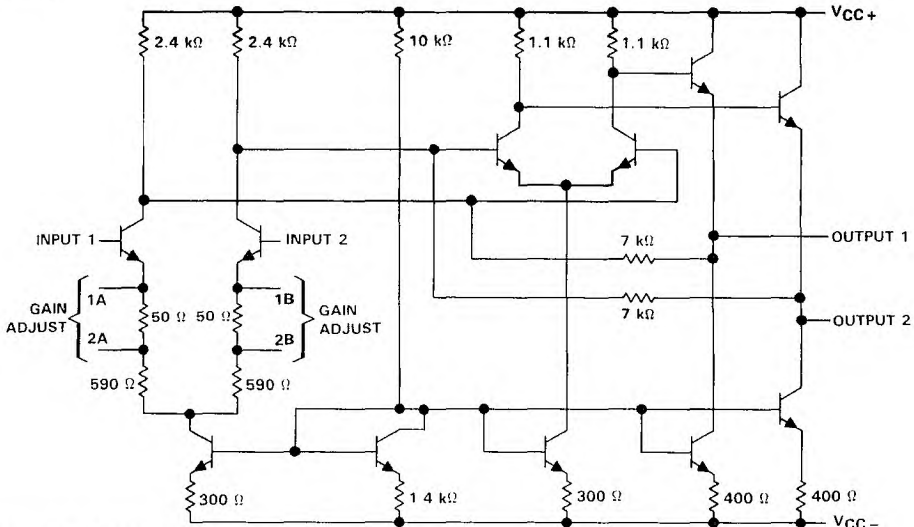 VCC+
2.4 kΩ
2.4 kΩ
10 kΩ
1.1 kΩ
1.1 kΩ
INPUT 1
INPUT 2
7 kΩ
OUTPUT 1
1A
1B
GAIN
ADJUST
50 Ω
50 Ω
GAIN
ADJUST
7 kΩ
OUTPUT 2
2A
2B
590 Ω
590 Ω
300 Ω
1 4 kΩ
300 Ω
400 Ω
400 Ω
VCC−